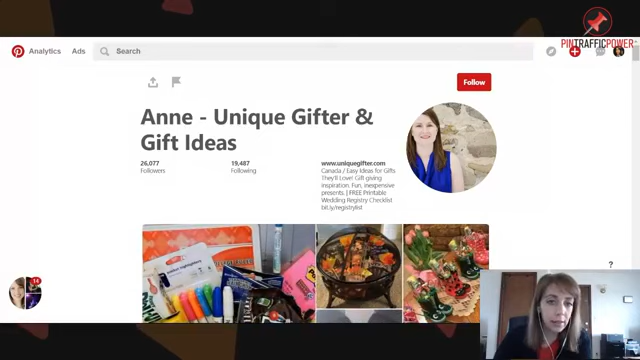 PINTRAFFICPOWER
Analytics Ads Search
Follow
Anne - Unique Gifter &
Gift Ideas
26,077
Followers
19,487
Following
www.uniquegifter.com
Canada / Easy Ideas for Gifts
They'll Love! Gift giving
inspiration. Fun, inexpensive
presents. | FREE Printable
Wedding Registry Checklist
bit.ly/registrylist
14
?